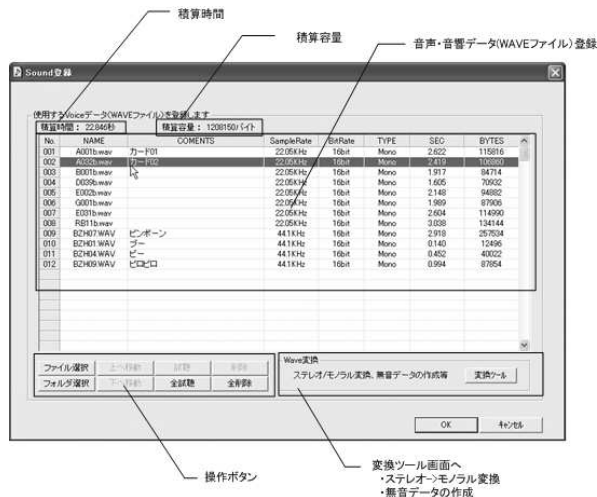 積算時間
積算容量
音声・音響データ(WAVEファイル)登録
Sound登録
使用するVoiceデータ(WAVEファイル)を登録します
積算時間： 22.846秒 積算容量： 1208150バイト
No. NAME COMENTS SampleRate BitRate TYPE SEC BYTES
001 A001b.wav カード01 22.05KHz 16bit Mono 2.622 115816
002 A032b.wav カード02 22.05KHz 16bit Mono 2.419 106860
003 B001b.wav 22.05KHz 16bit Mono 1.917 84714
004 D039b.wav 22.05KHz 16bit Mono 1.605 70932
005 E002b.wav 22.05KHz 16bit Mono 2.148 94882
006 G001b.wav 22.05KHz 16bit Mono 1.989 87906
007 E031b.wav 22.05KHz 16bit Mono 2.604 114990
008 RB11b.wav 22.05KHz 16bit Mono 3.038 134144
009 BZH07.WAV ピンポーン 44.1KHz 16bit Mono 2.918 257534
010 BZH01.WAV ブー 44.1KHz 16bit Mono 0.140 12496
011 BZH04.WAV ピー 44.1KHz 16bit Mono 0.452 40022
012 BZH09.WAV ピロピロ 44.1KHz 16bit Mono 0.994 87854
ファイル選択 上へ移動 試聴 削除
フォルダ選択 下へ移動 全試聴 全削除
Wave変換
ステレオ/モノラル変換、無音データの作成等 変換ツール
OK キャンセル
操作ボタン
変換ツール画面へ
・ステレオ->モノラル変換
・無音データの作成